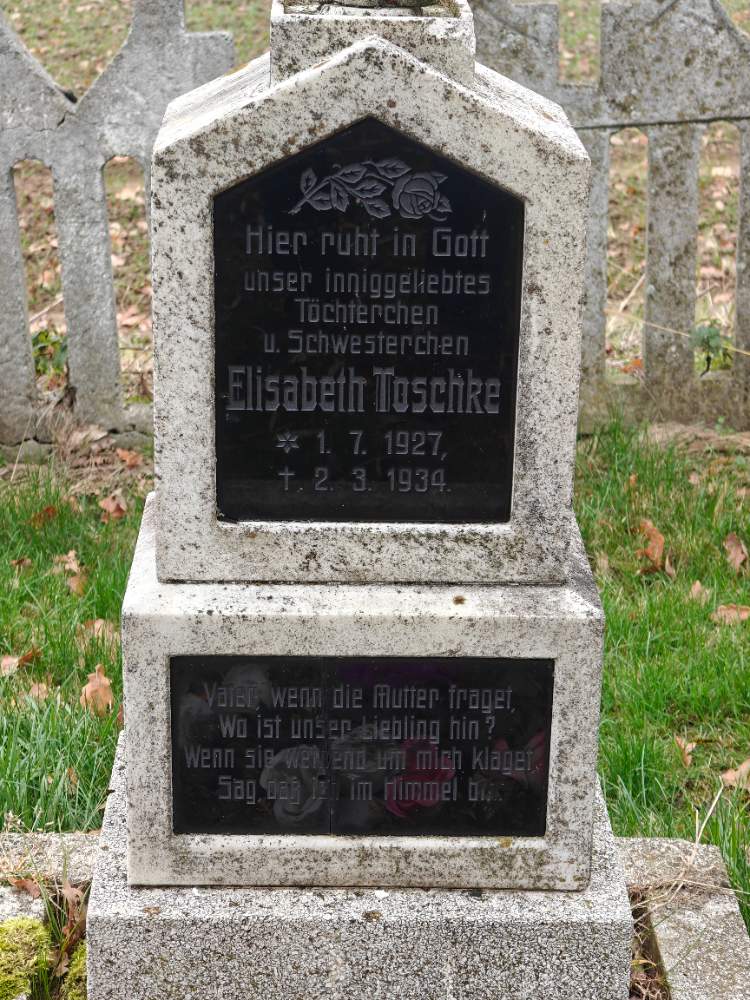 Hier ruht in Gott
unser inniggeliebtes
Töchterchen
u. Schwesterchen
Elisabeth Toschke
* 1. 7. 1927,
† 2. 3. 1934.
Vater, wenn die Mutter fraget,
Wo ist unser Liebling hin?
Wenn sie weinend um mich klaget,
Sag daß ich im Himmel bin.